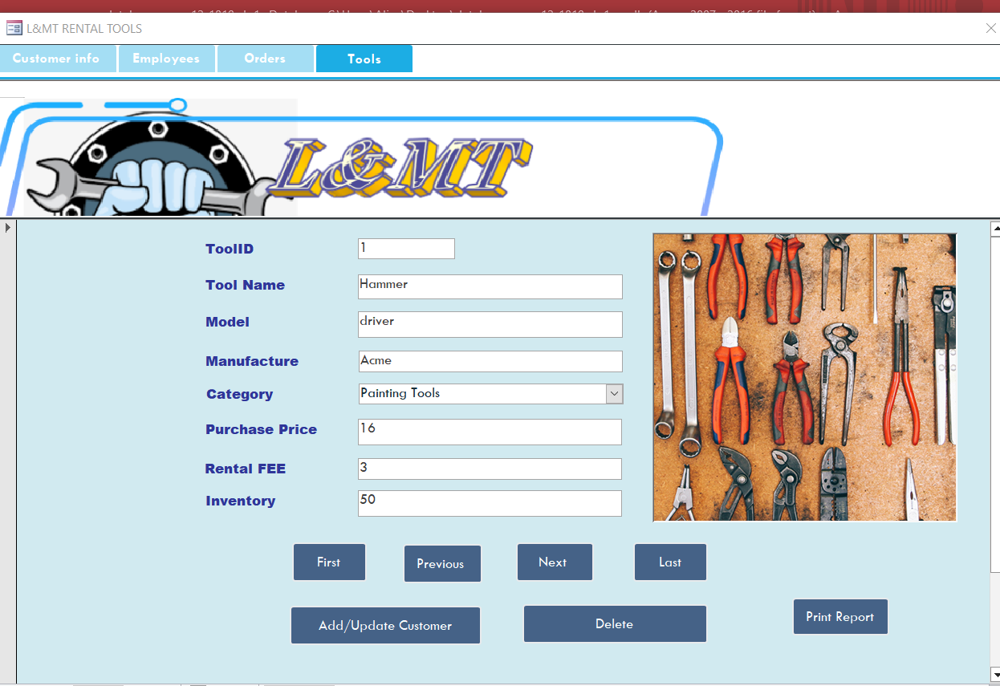 L&MT RENTAL TOOLS
Customer info Employees Orders Tools
L&MT
ToolID 1
Tool Name Hammer
Model driver
Manufacture Acme
Category Painting Tools
Purchase Price 16
Rental FEE 3
Inventory 50
First Previous Next Last
Add/Update Customer Delete Print Report